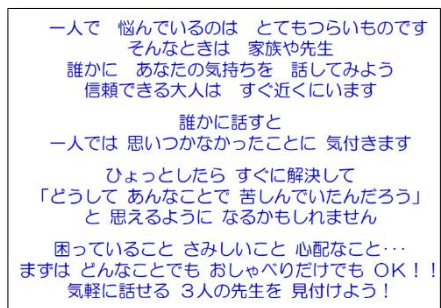 一人で　悩んでいるのは　とてもつらいものです
そんなときは　家族や先生
誰かに　あなたの気持ちを　話してみよう
信頼できる大人は　すぐ近くにいます
誰かに話すと
一人では 思いつかなかったことに 気付きます
ひょっとしたら すぐに解決して
「どうして あんなことで 苦しんでいたんだろう」
と 思えるように なるかもしれません
困っていること さみしいこと 心配なこと･･･
まずは どんなことでも おしゃべりだけでも OK！！
気軽に話せる ３人の先生を 見付けよう！